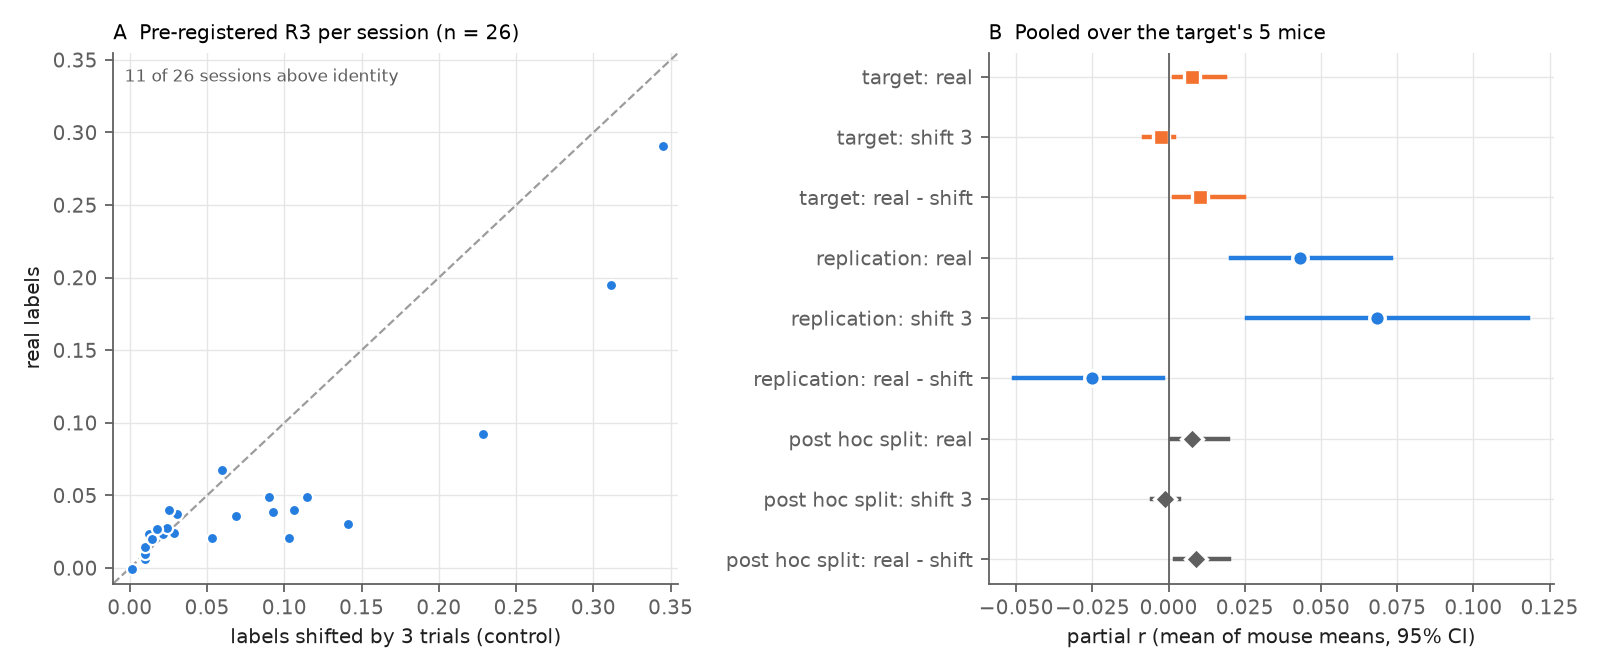 A  Pre-registered R3 per session (n = 26)
11 of 26 sessions above identity
0.35
0.30
0.25
0.20
0.15
0.10
0.05
0.00
real labels
0.00 0.05 0.10 0.15 0.20 0.25 0.30 0.35
labels shifted by 3 trials (control)
B  Pooled over the target's 5 mice
target: real
target: shift 3
target: real - shift
replication: real
replication: shift 3
replication: real - shift
post hoc split: real
post hoc split: shift 3
post hoc split: real - shift
−0.050 −0.025 0.000 0.025 0.050 0.075 0.100 0.125
partial r (mean of mouse means, 95% CI)